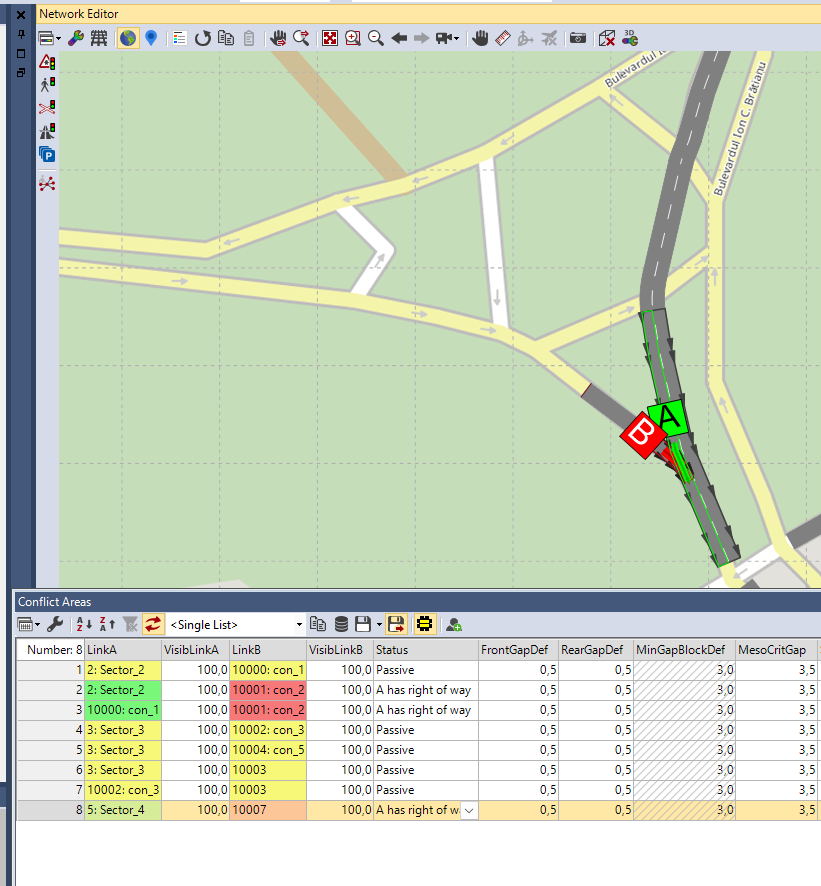 Network Editor
3D
P
Bulevardul I
Bulevardul Ion C. Brătianu
A
B
Conflict Areas
<Single List>
Number: 8 LinkA VisibLinkA LinkB VisibLinkB Status FrontGapDef RearGapDef MinGapBlockDef MesoCritGap
1 2: Sector_2 100,0 10000: con_1 100,0 Passive 0,5 0,5 3,0 3,5
2 2: Sector_2 100,0 10001: con_2 100,0 A has right of way 0,5 0,5 3,0 3,5
3 10000: con_1 100,0 10001: con_2 100,0 A has right of way 0,5 0,5 3,0 3,5
4 3: Sector_3 100,0 10002: con_3 100,0 Passive 0,5 0,5 3,0 3,5
5 3: Sector_3 100,0 10004: con_5 100,0 Passive 0,5 0,5 3,0 3,5
6 3: Sector_3 100,0 10003 100,0 Passive 0,5 0,5 3,0 3,5
7 10002: con_3 100,0 10003 100,0 Passive 0,5 0,5 3,0 3,5
8 5: Sector_4 100,0 10007 100,0 A has right of w 0,5 0,5 3,0 3,5